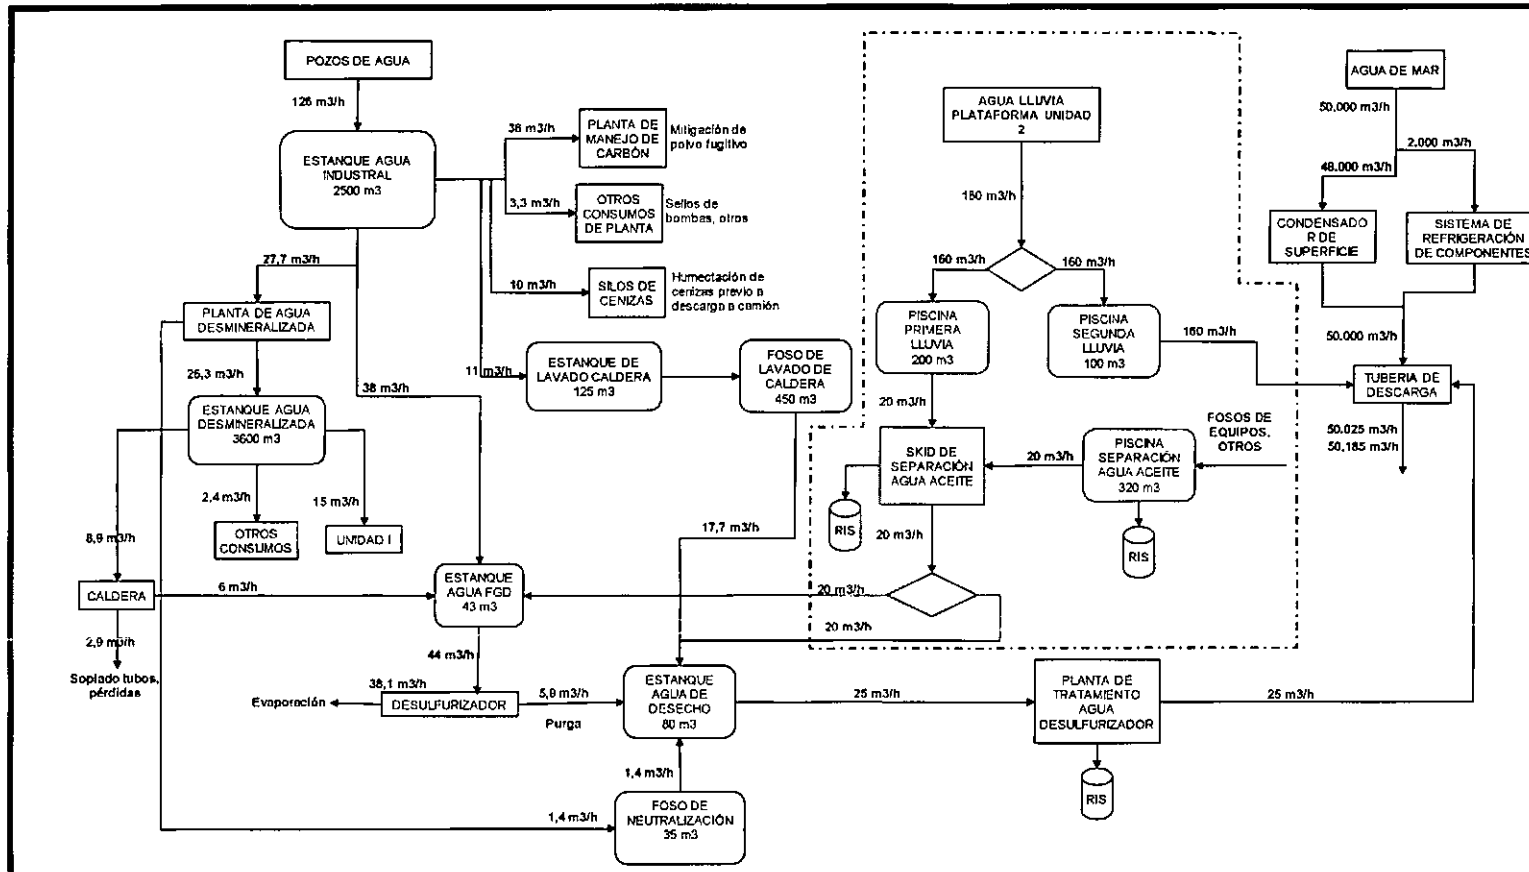 POZOS DE AGUA
126 m3/h
ESTANQUE AGUA
INDUSTRIAL
2500 m3
36 m3/h
PLANTA DE
MANEJO DE
CARBÓN
Mitigación de
polvo fugitivo
3,3 m3/h
OTROS
CONSUMOS
DE PLANTA
Sellos de
bombas, otros
10 m3/h
SILOS DE
CENIZAS
Humectación de
cenizas previo a
descarga a camión
27,7 m3/h
PLANTA DE AGUA
DESMINERALIZADA
26,3 m3/h
38 m3/h
11 m3/h
ESTANQUE DE
LAVADO CALDERA
125 m3
FOSO DE
LAVADO DE
CALDERA
450 m3
ESTANQUE AGUA
DESMINERALIZADA
3600 m3
2,4 m3/h
15 m3/h
OTROS
CONSUMOS
UNIDAD I
8,9 m3/h
CALDERA
6 m3/h
2,9 m3/h
Soplado tubos,
pérdidas
ESTANQUE
AGUA FGD
43 m3
44 m3/h
38,1 m3/h
Evaporación
DESULFURIZADOR
5,9 m3/h
Purga
17,7 m3/h
ESTANQUE
AGUA DE
DESECHO
80 m3
1,4 m3/h
1,4 m3/h
FOSO DE
NEUTRALIZACIÓN
35 m3
AGUA LLUVIA
PLATAFORMA UNIDAD
2
160 m3/h
160 m3/h
160 m3/h
PISCINA
PRIMERA
LLUVIA
200 m3
PISCINA
SEGUNDA
LLUVIA
100 m3
160 m3/h
20 m3/h
SKID DE
SEPARACIÓN
AGUA ACEITE
20 m3/h
PISCINA
SEPARACIÓN
AGUA ACEITE
320 m3
FOSOS DE
EQUIPOS,
OTROS
RIS
RIS
20 m3/h
20 m3/h
20 m3/h
25 m3/h
PLANTA DE
TRATAMIENTO
AGUA
DESULFURIZADOR
25 m3/h
RIS
AGUA DE MAR
50.000 m3/h
2.000 m3/h
48.000 m3/h
CONDENSADO
R DE
SUPERFICIE
SISTEMA DE
REFRIGERACIÓN
DE COMPONENTES
50.000 m3/h
TUBERIA DE
DESCARGA
50.025 m3/h
50,185 m3/h